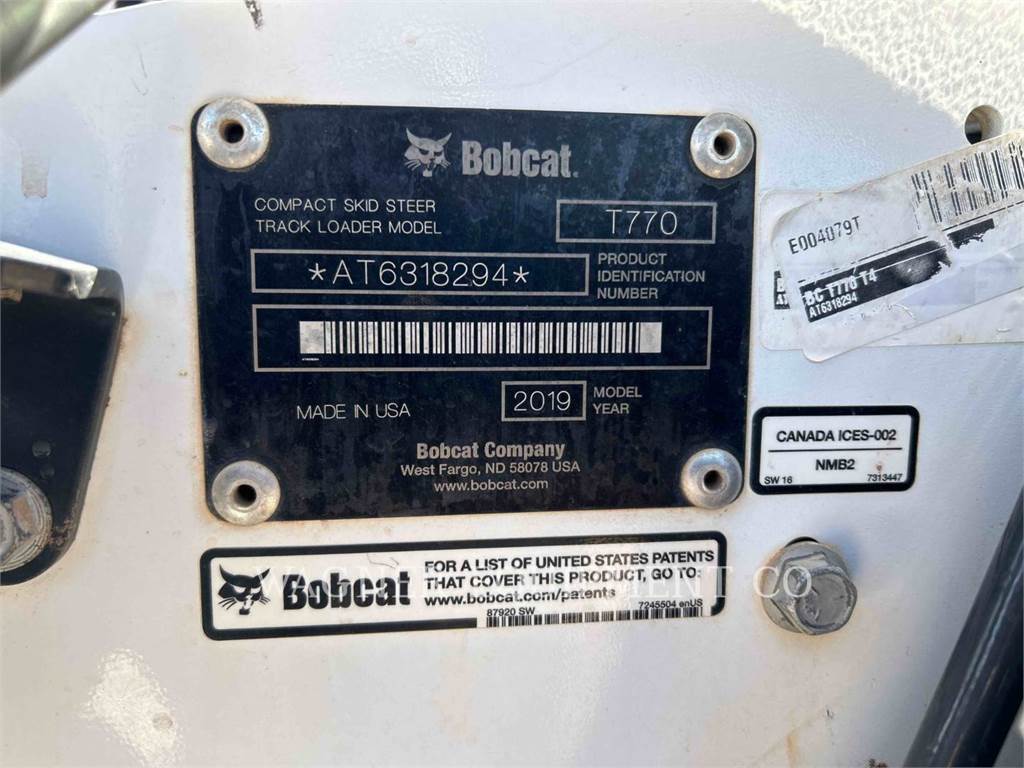 Bobcat.
COMPACT SKID STEER
TRACK LOADER MODEL
T770
*AT6318294*
PRODUCT
IDENTIFICATION
NUMBER
MADE IN USA
2019
MODEL
YEAR
Bobcat Company
West Fargo, ND 58078 USA
www.bobcat.com
E004079T
BC T770 T4
AT6318294
CANADA ICES-002
NMB2
SW 16
7313447
Bobcat
FOR A LIST OF UNITED STATES PATENTS
THAT COVER THIS PRODUCT, GO TO:
www.bobcat.com/patents
87920 SW
7245504 enUS
WAGNER EQUIPMENT CO